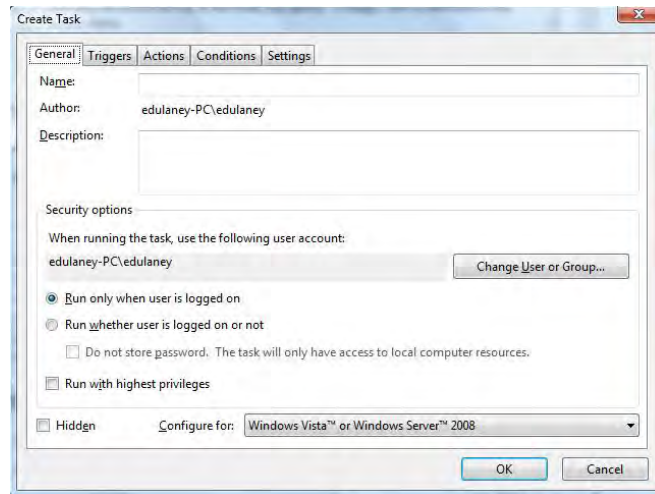 Create Task
General Triggers Actions Conditions Settings
Name:
Author: edulaney-PC\edulaney
Description:
Security options
When running the task, use the following user account:
edulaney-PC\edulaney Change User or Group...
Run only when user is logged on
Run whether user is logged on or not
Do not store password. The task will only have access to local computer resources.
Run with highest privileges
Hidden Configure for: Windows Vista™ or Windows Server™ 2008
OK Cancel